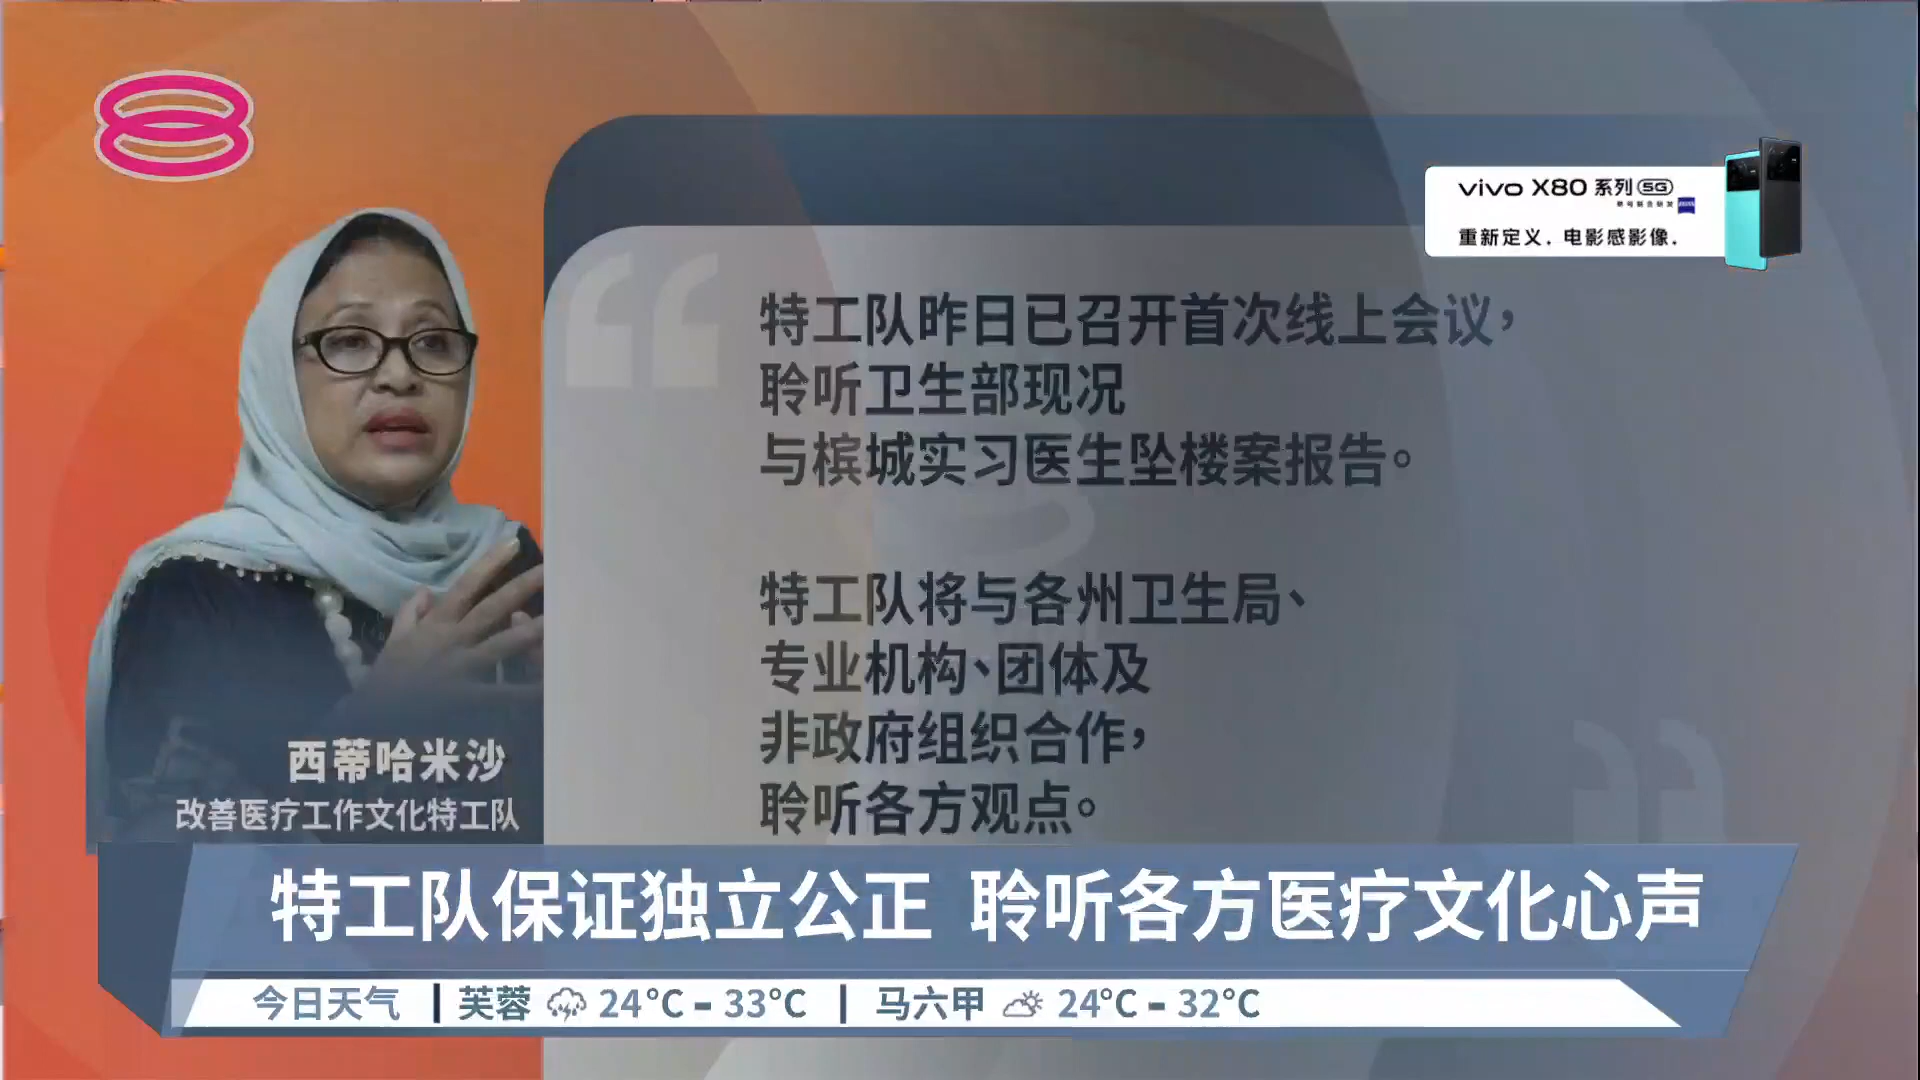 vivo X80 系列 5G
重新定义. 电影感影像.
特工队昨日已召开首次线上会议，
聆听卫生部现况
与槟城实习医生坠楼案报告。
特工队将与各州卫生局、
专业机构、团体及
非政府组织合作，
聆听各方观点。
西蒂哈米沙
改善医疗工作文化特工队
特工队保证独立公正 聆听各方医疗文化心声
今日天气 | 芙蓉 24°C - 33°C | 马六甲 24°C - 32°C